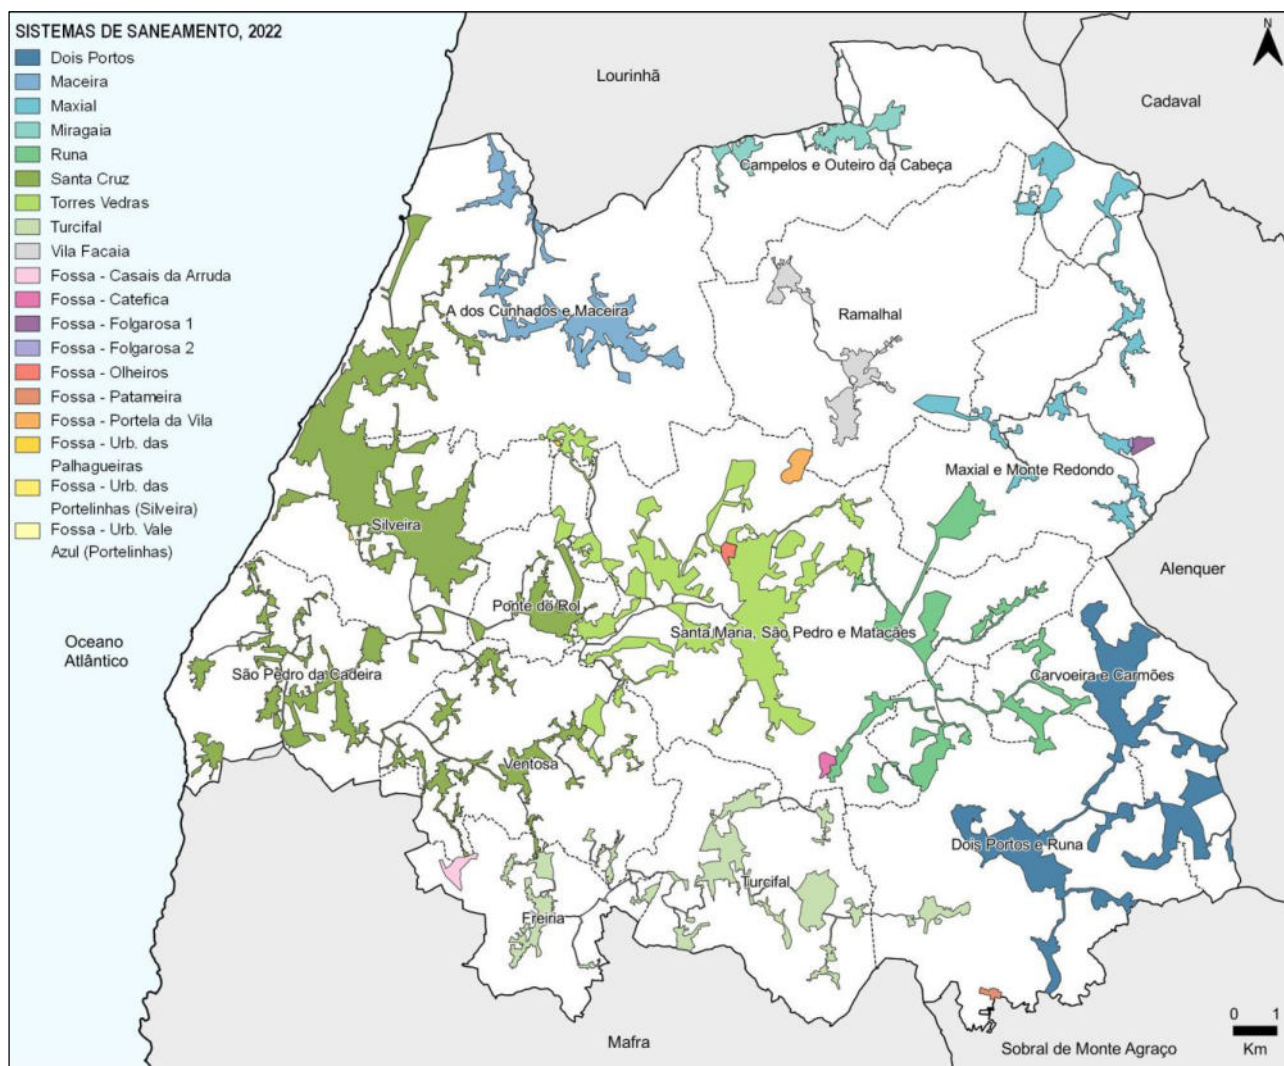 SISTEMAS DE SANEAMENTO, 2022
Dois Portos
Maceira
Maxial
Miragaia
Runa
Santa Cruz
Torres Vedras
Turcifal
Vila Facaia
Fossa - Casais da Arruda
Fossa - Catefica
Fossa - Folgarosa 1
Fossa - Folgarosa 2
Fossa - Olheiros
Fossa - Patameira
Fossa - Portela da Vila
Fossa - Urb. das
Palhagueiras
Fossa - Urb. das
Portelinhas (Silveira)
Fossa - Urb. Vale
Azul (Portelinhas)
N
Lourinhã
Cadaval
Campelos e Outeiro da Cabeça
A dos Cunhados e Maceira
Ramalhal
Maxial e Monte Redondo
Silveira
Alenquer
Ponte do Rol
Santa Maria, São Pedro e Matacães
Oceano
Atlântico
São Pedro da Cadeira
Carvoeira e Carmões
Ventosa
Dois Portos e Runa
Turcifal
Freiria
Mafra
Sobral de Monte Agraço
0 1
Km